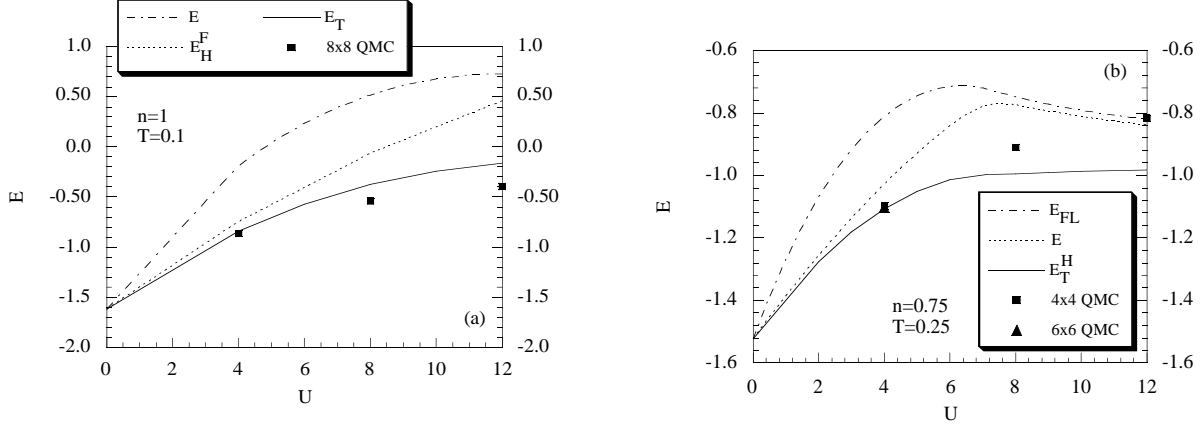 E
E_T
E_H^F
8x8 QMC
1.0
0.50
0.0
-0.50
-1.0
-1.5
-2.0
1.0
0.50
0.0
-0.50
-1.0
-1.5
-2.0
n=1
T=0.1
(a)
E
0 2 4 6 8 10 12
U
-0.6
-0.8
-1.0
-1.2
-1.4
-1.6
-0.6
-0.8
-1.0
-1.2
-1.4
-1.6
(b)
E
E_FL
E
E_T^H
4x4 QMC
6x6 QMC
n=0.75
T=0.25
0 2 4 6 8 10 12
U